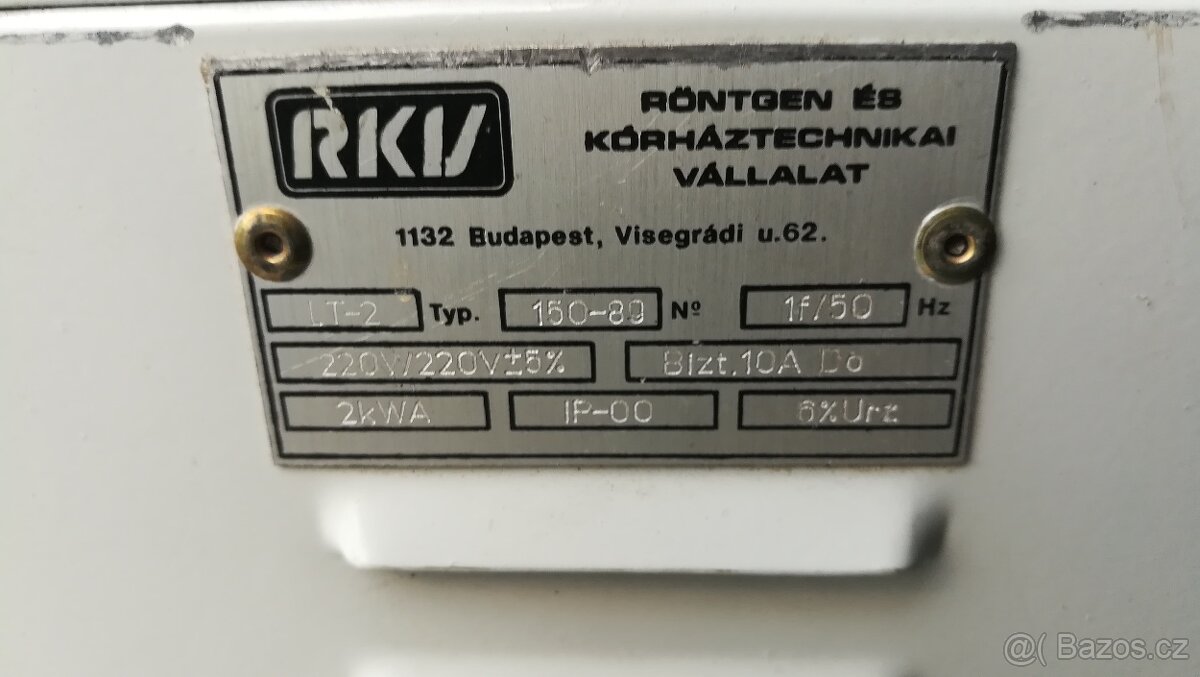 RKV
RÖNTGEN ÉS
KÓRHÁZTECHNIKAI
VÁLLALAT
1132 Budapest, Visegrádi u.62.
LT-2 Typ. 150-89 Nº 1f/50 Hz
220V/220V±5% Bizt.10A Do
2kWA IP-00 6%Urz
@( Bazos.cz